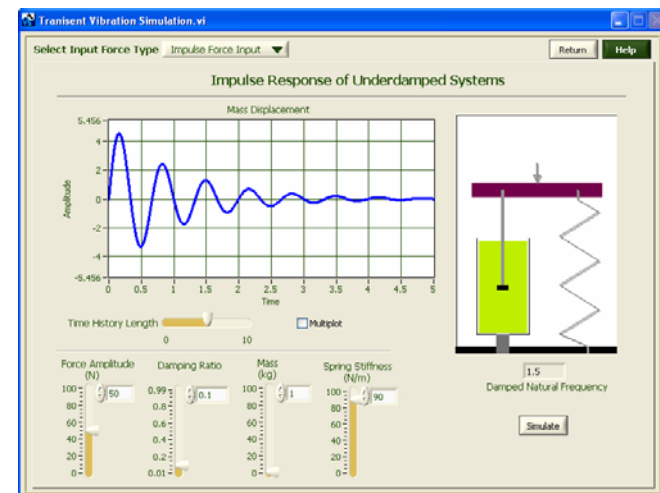 Tranisent Vibration Simulation.vi
Select Input Force Type Impulse Force Input Return Help
Impulse Response of Underdamped Systems
Mass Displacement
5.456
4
2
0
-2
-4
-5.456
Amplitude
0 0.5 1 1.5 2 2.5 3 3.5 4 4.5 5
Time
Time History Length
0 10
Multiplot
Force Amplitude
(N)
100
80
60
40
20
0
50
Damping Ratio
0.99
0.8
0.6
0.4
0.2
0.01
0.1
Mass
(kg)
100
80
60
40
20
0
1
Spring Stiffness
(N/m)
100
80
60
40
20
0
90
1.5
Damped Natural Frequency
Simulate